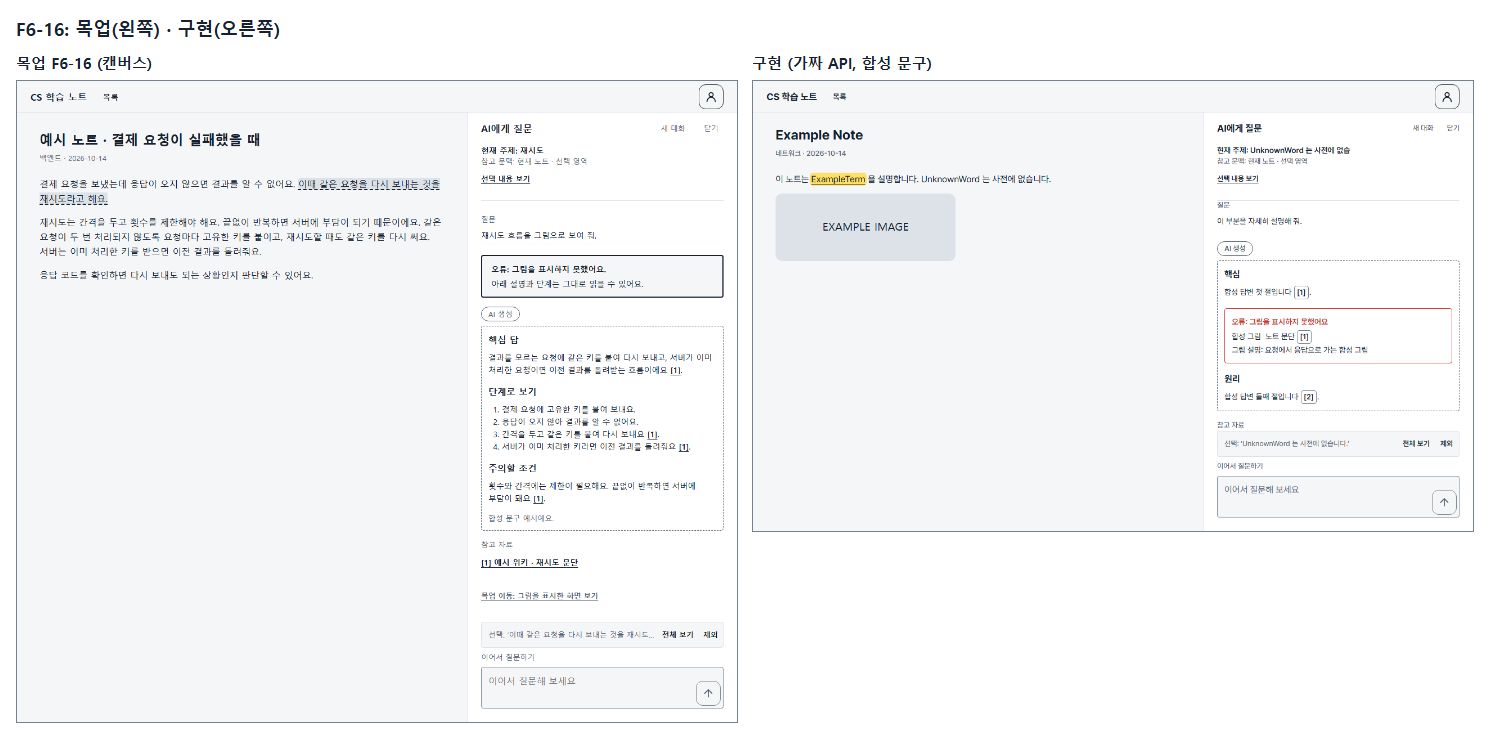 F6-16: 목업(왼쪽) · 구현(오른쪽)
목업 F6-16 (캔버스)
CS 학습 노트 목록
예시 노트 · 결제 요청이 실패했을 때
백엔드 · 2026-10-14
결제 요청을 보냈는데 응답이 오지 않으면 결과를 알 수 없어요. 이때 같은 요청을 다시 보내는 것을
재시도라고 해요.
재시도는 간격을 두고 횟수를 제한해야 해요. 끝없이 반복하면 서버에 부담이 되기 때문이에요. 같은
요청이 두 번 처리되지 않도록 요청마다 고유한 키를 붙이고, 재시도할 때도 같은 키를 다시 써요.
서버는 이미 처리한 키를 받으면 이전 결과를 돌려줘요.
응답 코드를 확인하면 다시 보내도 되는 상황인지 판단할 수 있어요.
AI에게 질문 새 대화 닫기
현재 주제: 재시도
참고 문맥: 현재 노트 · 선택 영역
선택 내용 보기
질문
재시도 흐름을 그림으로 보여 줘.
오류: 그림을 표시하지 못했어요.
아래 설명과 단계는 그대로 읽을 수 있어요.
AI 생성
핵심 답
결과를 모르는 요청에 같은 키를 붙여 다시 보내고, 서버가 이미
처리한 요청이면 이전 결과를 돌려받는 흐름이에요 [1].
단계로 보기
1. 결제 요청에 고유한 키를 붙여 보내요.
2. 응답이 오지 않아 결과를 알 수 없어요.
3. 간격을 두고 같은 키를 붙여 다시 보내요 [1].
4. 서버가 이미 처리한 키라면 이전 결과를 돌려줘요 [1].
주의할 조건
횟수와 간격에는 제한이 필요해요. 끝없이 반복하면 서버에
부담이 돼요 [1].
합성 문구 예시예요.
참고 자료
[1] 예시 위키 · 재시도 문단
목업 이동: 그림을 표시한 화면 보기
선택: ‘이때 같은 요청을 다시 보내는 것을 재시도... 전체 보기 제외
이어서 질문하기
이어서 질문해 보세요
구현 (가짜 API, 합성 문구)
CS 학습 노트 목록
Example Note
네트워크 · 2026-10-14
이 노트는 ExampleTerm 을 설명합니다. UnknownWord 는 사전에 없습니다.
EXAMPLE IMAGE
AI에게 질문 새 대화 닫기
현재 주제: UnknownWord 는 사전에 없습
참고 문맥: 현재 노트 · 선택 영역
선택 내용 보기
질문
이 부분을 자세히 설명해 줘.
AI 생성
핵심
합성 답변 첫 절입니다 [1].
오류: 그림을 표시하지 못했어요
합성 그림 · 노트 문단 [1]
그림 설명: 요청에서 응답으로 가는 합성 그림
원리
합성 답변 둘째 절입니다 [2].
참고 자료
선택: ‘UnknownWord 는 사전에 없습니다.’ 전체 보기 제외
이어서 질문하기
이어서 질문해 보세요